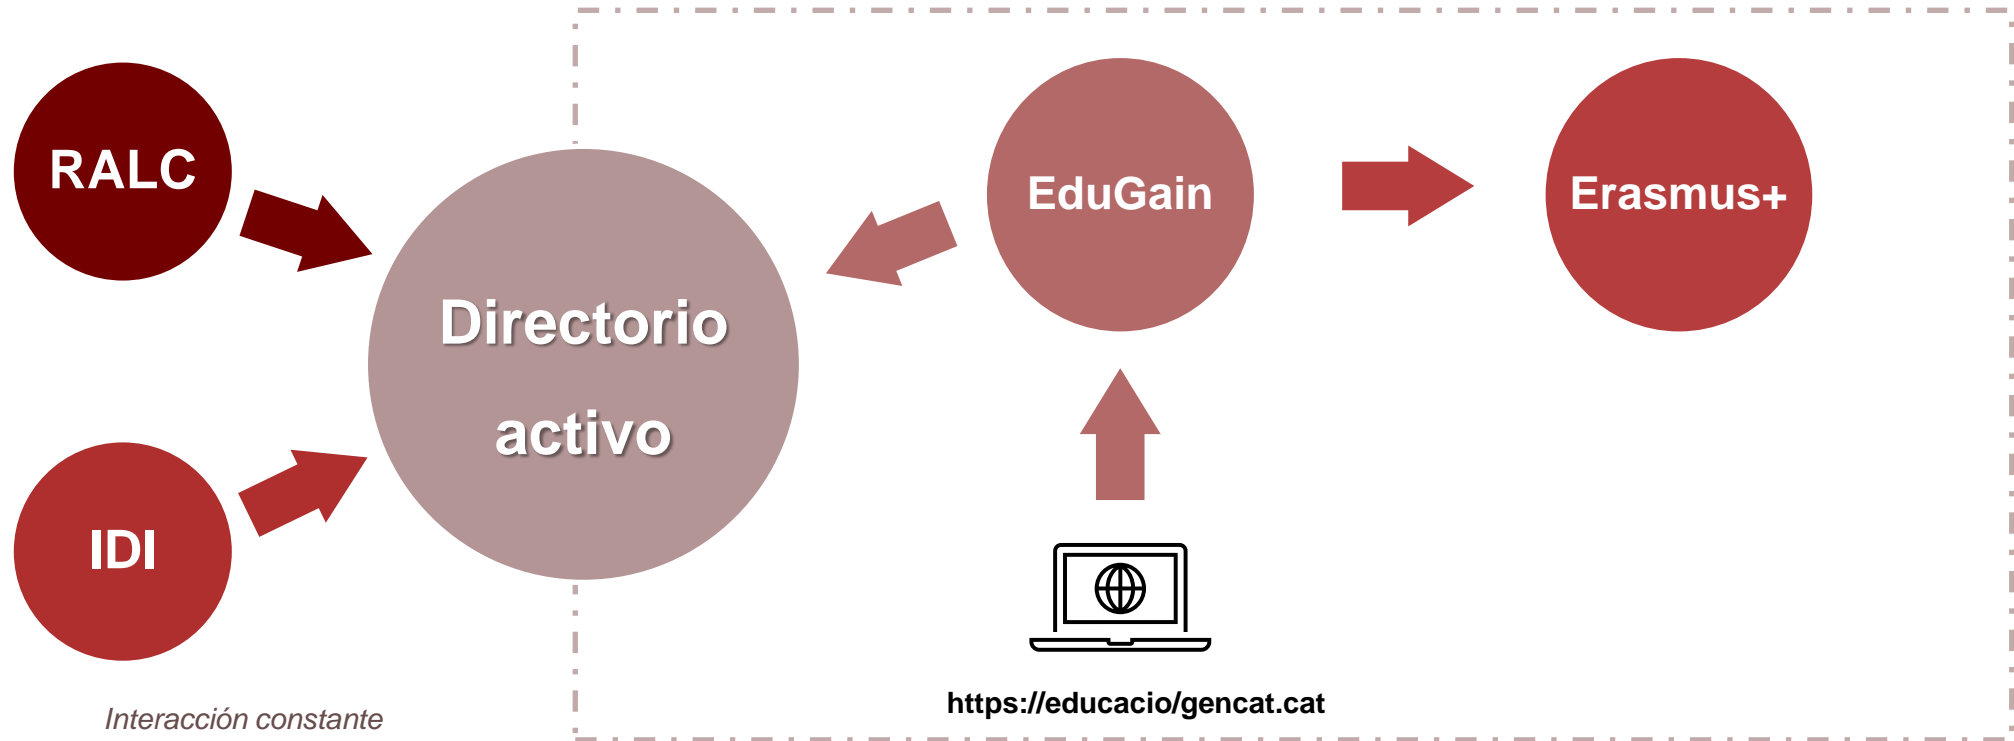 RALC
IDI
Interacción constante
Directorio
activo
EduGain
Erasmus+
https://educacio/gencat.cat